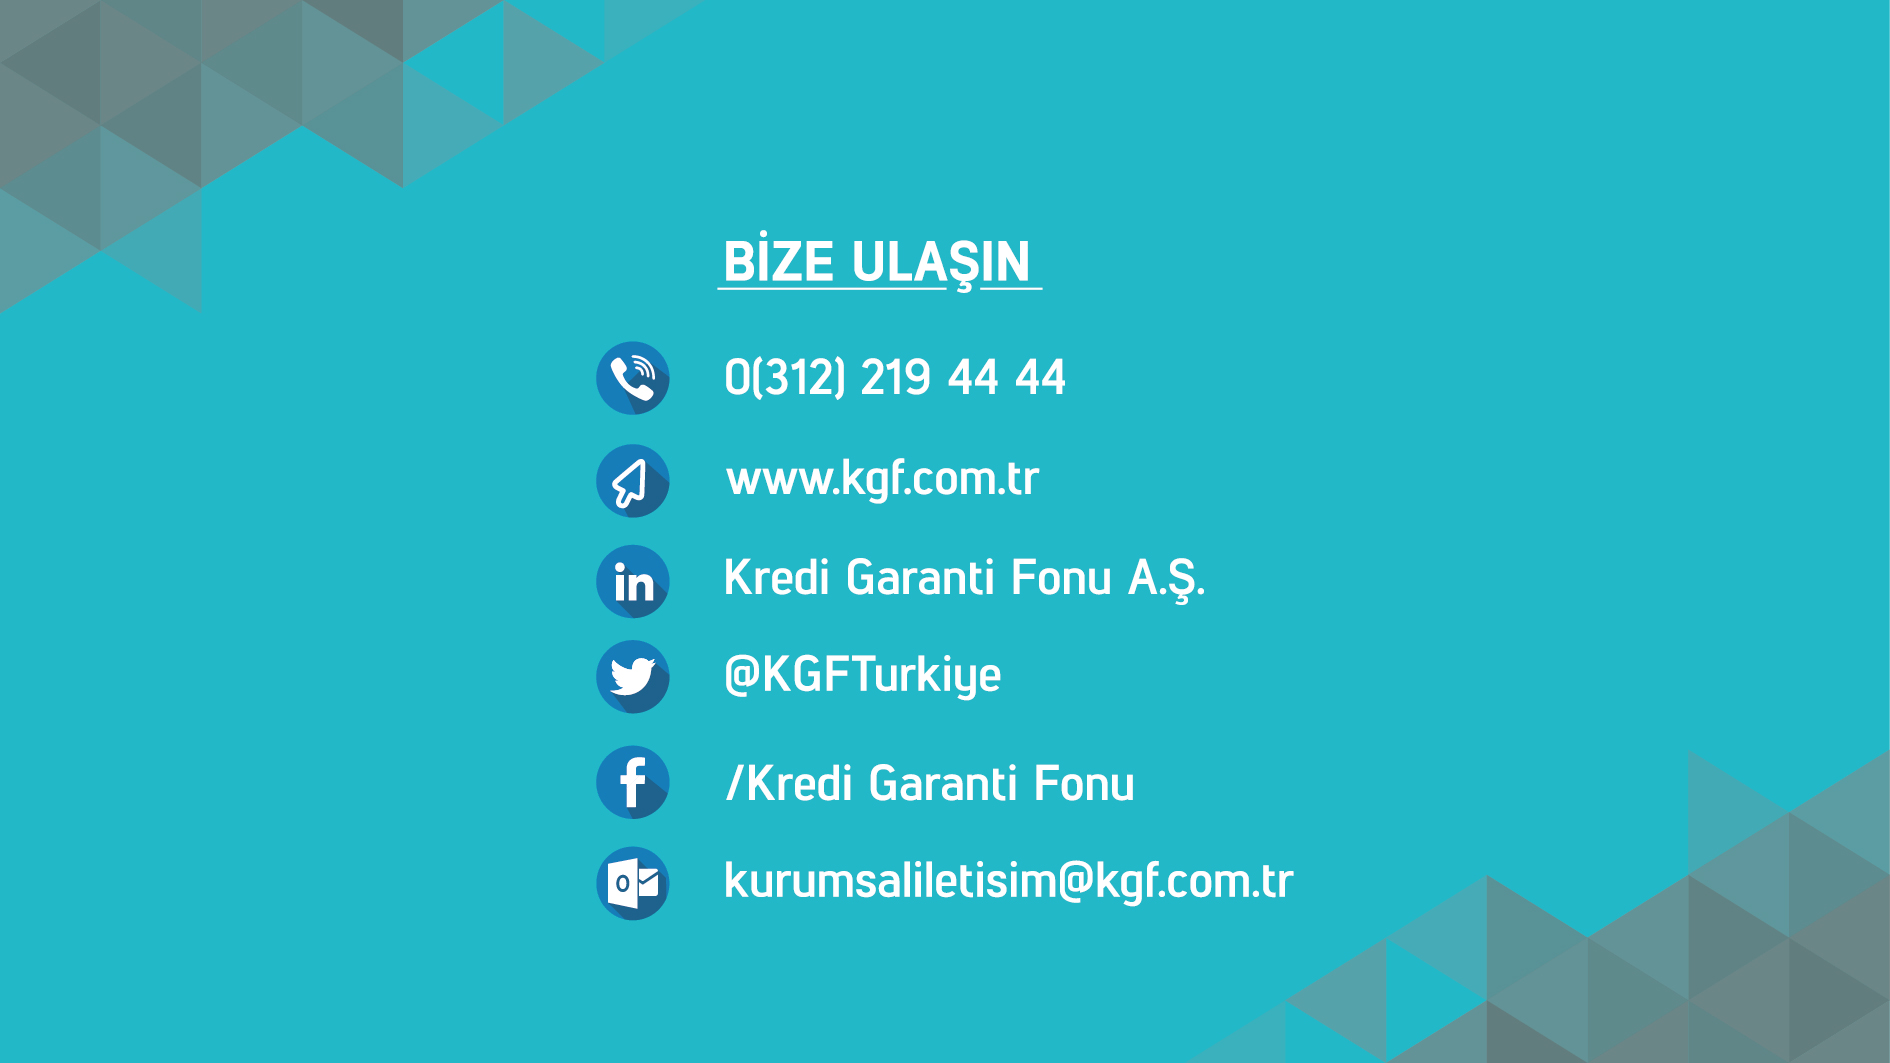 BİZE ULAŞIN
0(312) 219 44 44
www.kgf.com.tr
in Kredi Garanti Fonu A.Ş.
@KGFTurkiye
f /Kredi Garanti Fonu
O kurumsaliletisim@kgf.com.tr